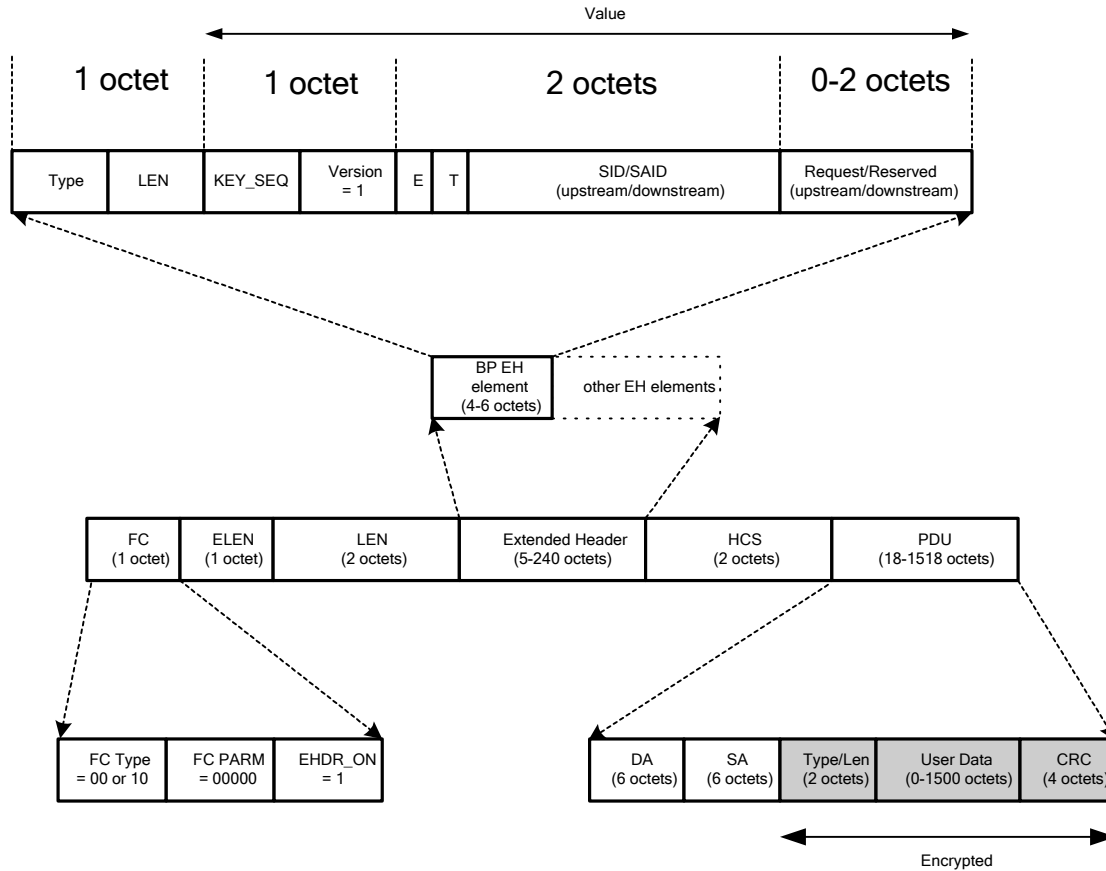 Value
1 octet
1 octet
2 octets
0-2 octets
Type
LEN
KEY_SEQ
Version
= 1
E
T
SID/SAID
(upstream/downstream)
Request/Reserved
(upstream/downstream)
BP EH
element
(4-6 octets)
other EH elements
FC
(1 octet)
ELEN
(1 octet)
LEN
(2 octets)
Extended Header
(5-240 octets)
HCS
(2 octets)
PDU
(18-1518 octets)
FC Type
= 00 or 10
FC PARM
= 00000
EHDR_ON
= 1
DA
(6 octets)
SA
(6 octets)
Type/Len
(2 octets)
User Data
(0-1500 octets)
CRC
(4 octets)
Encrypted